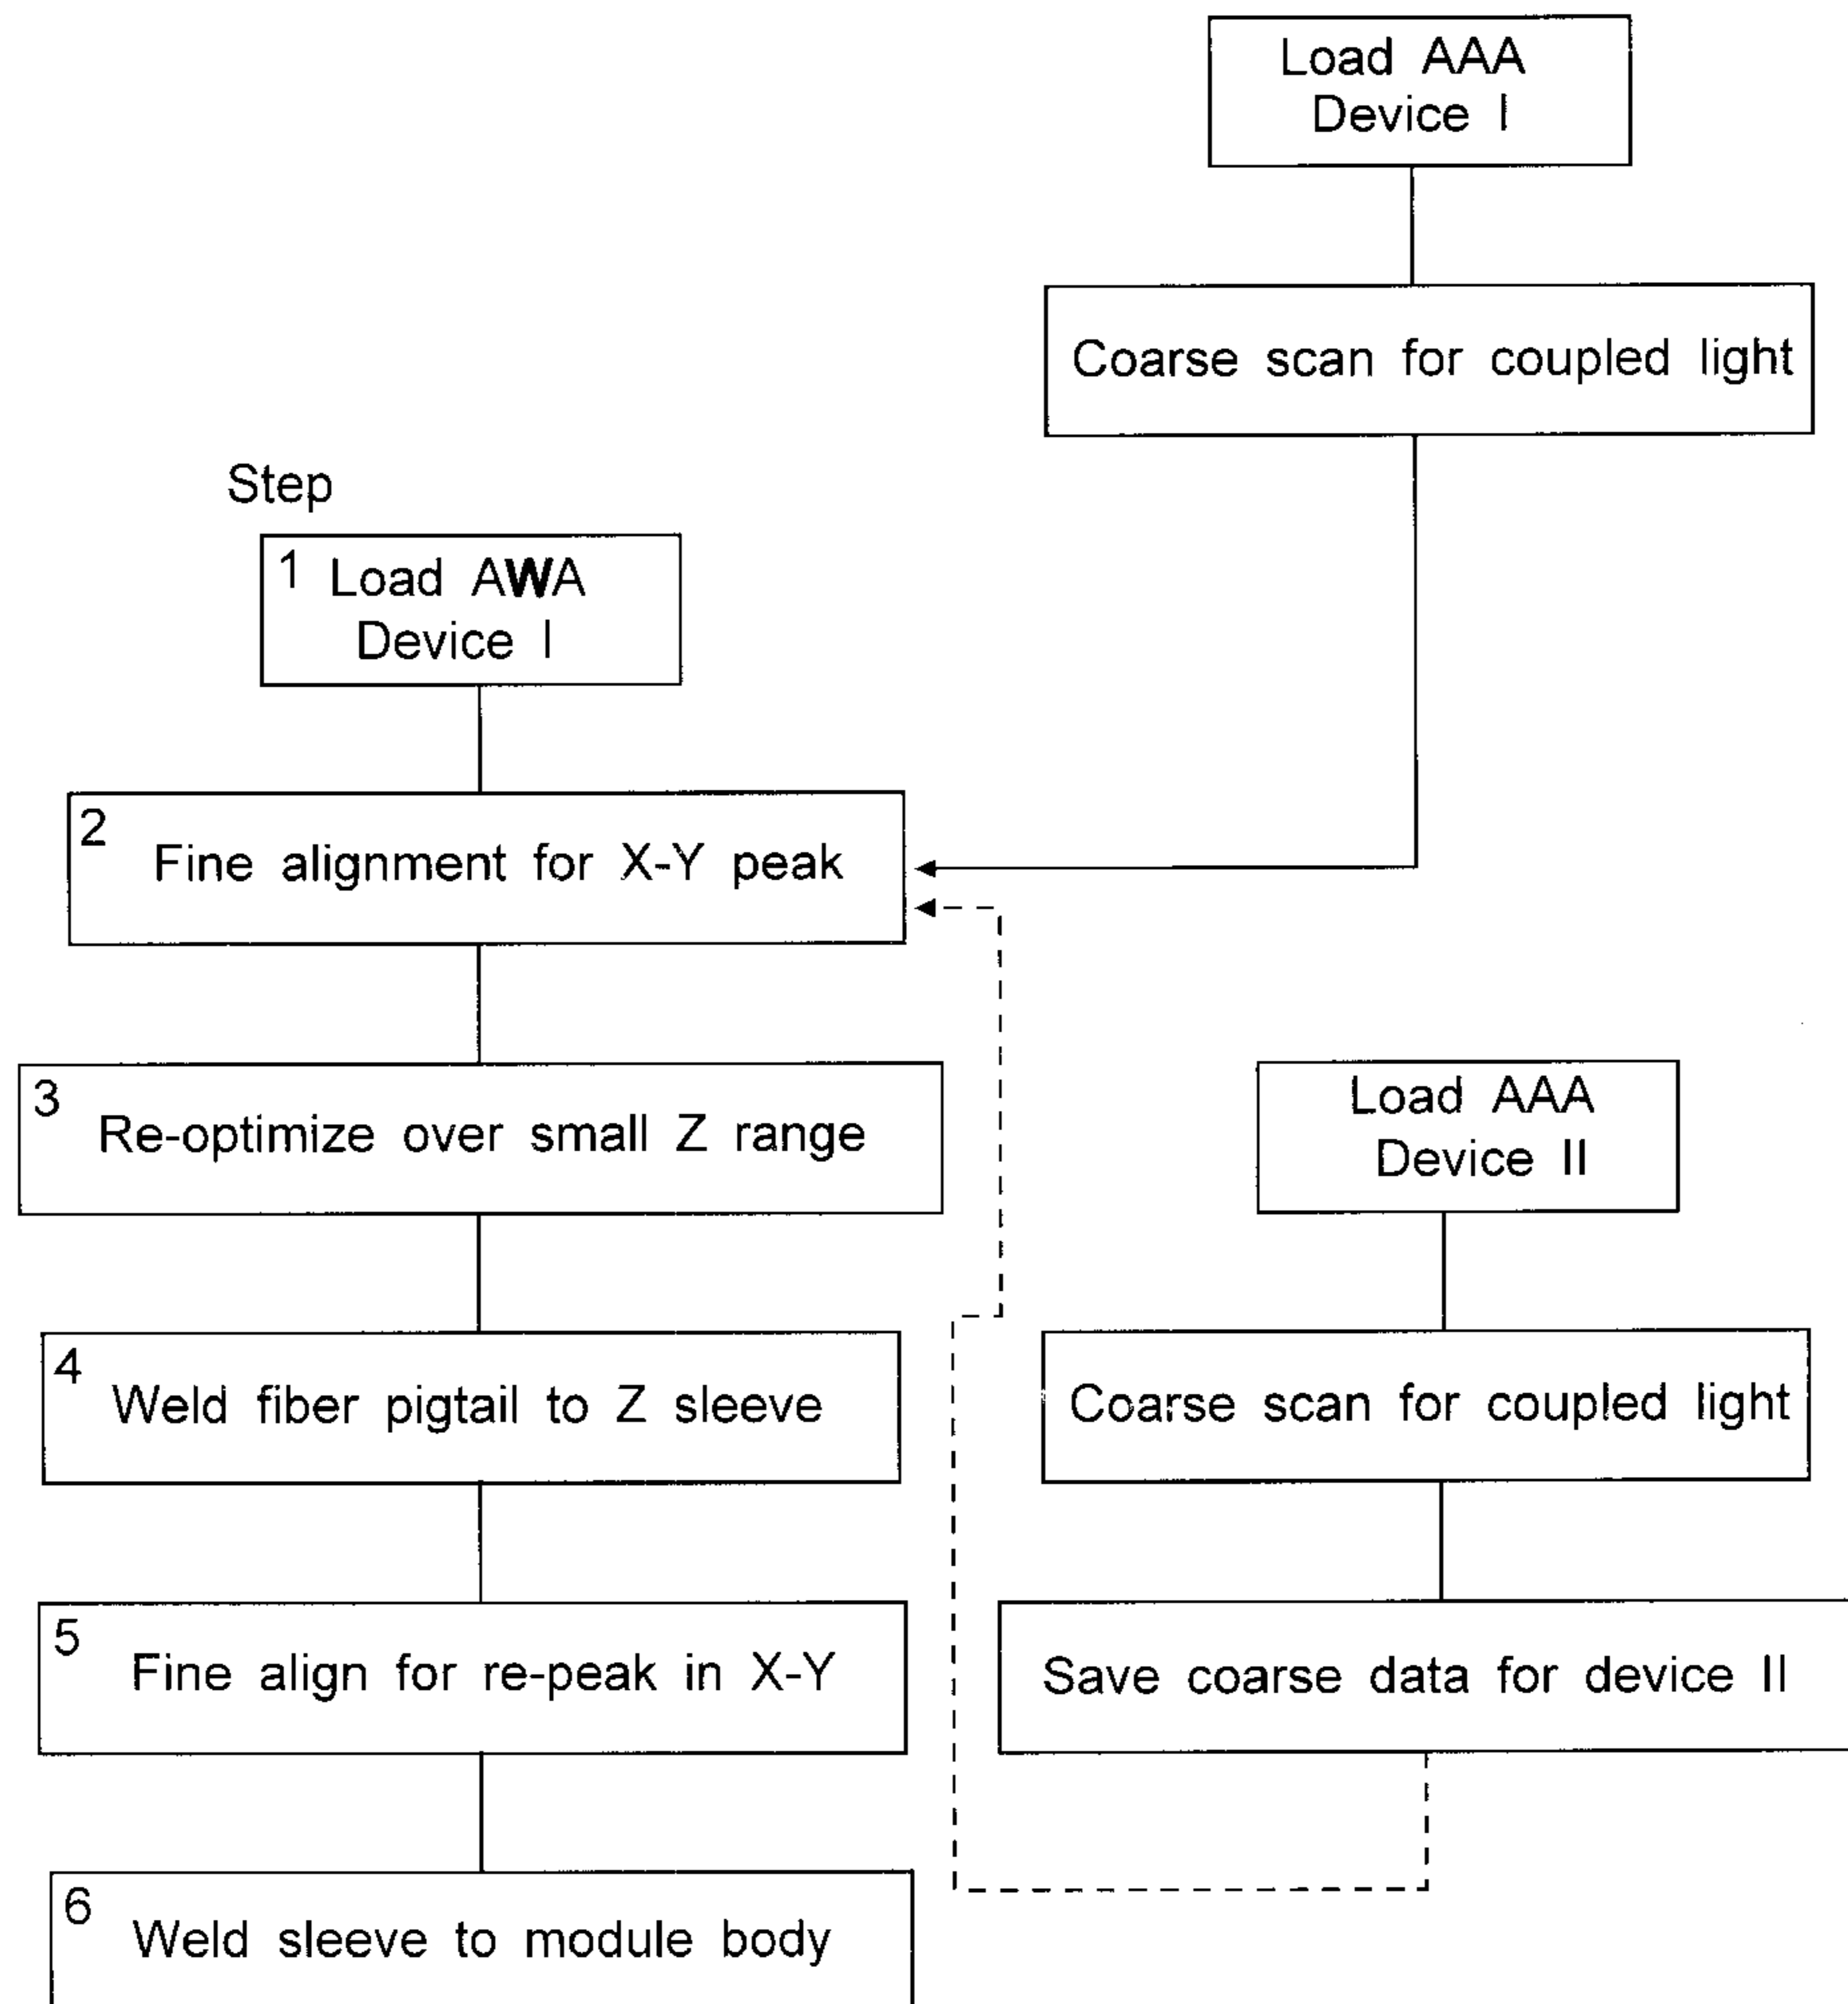 Load AAA
Device I
Coarse scan for coupled light
Step
1 Load AWA
Device I
2
Fine alignment for X-Y peak
3
Re-optimize over small Z range
4
Weld fiber pigtail to Z sleeve
5
Fine align for re-peak in X-Y
6
Weld sleeve to module body
Load AAA
Device II
Coarse scan for coupled light
Save coarse data for device II